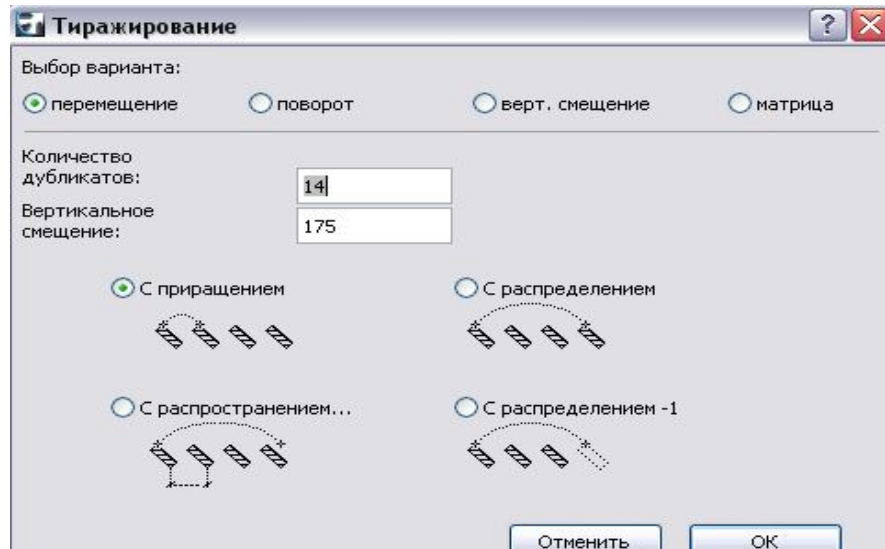 Тиражирование
Выбор варианта:
перемещение поворот верт. смещение матрица
Количество
дубликатов:
14
Вертикальное
смещение:
175
С приращением С распределением
С распространением... С распределением -1
Отменить ОК